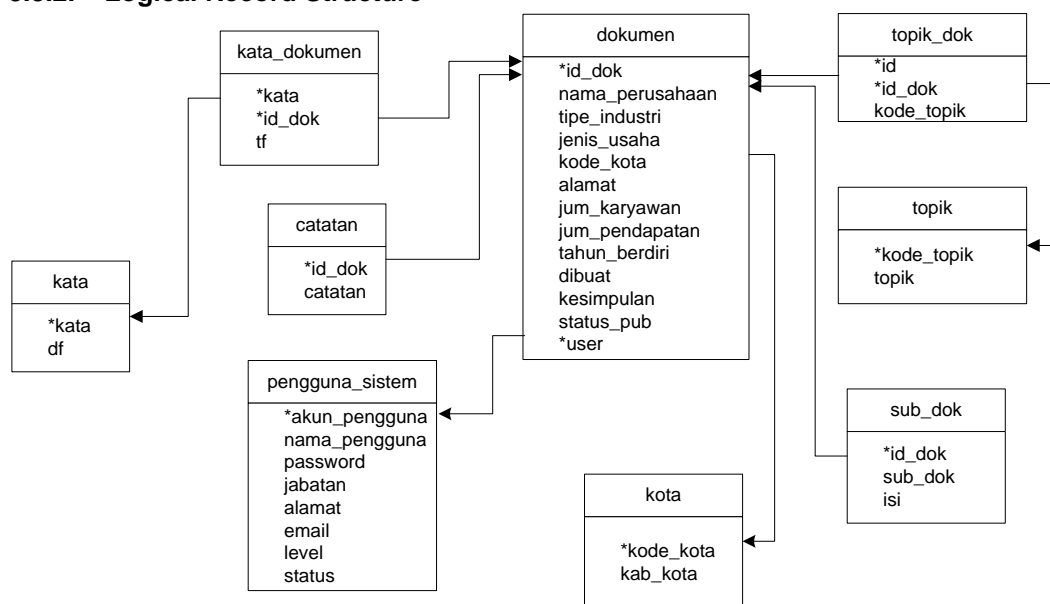 Logical Record Structure
kata_dokumen
*kata
*id_dok
tf
dokumen
*id_dok
nama_perusahaan
tipe_industri
jenis_usaha
kode_kota
alamat
jum_karyawan
jum_pendapatan
tahun_berdiri
dibuat
kesimpulan
status_pub
*user
topik_dok
*id
*id_dok
kode_topik
catatan
*id_dok
catatan
topik
*kode_topik
topik
kata
*kata
df
pengguna_sistem
*akun_pengguna
nama_pengguna
password
jabatan
alamat
email
level
status
kota
*kode_kota
kab_kota
sub_dok
*id_dok
sub_dok
isi